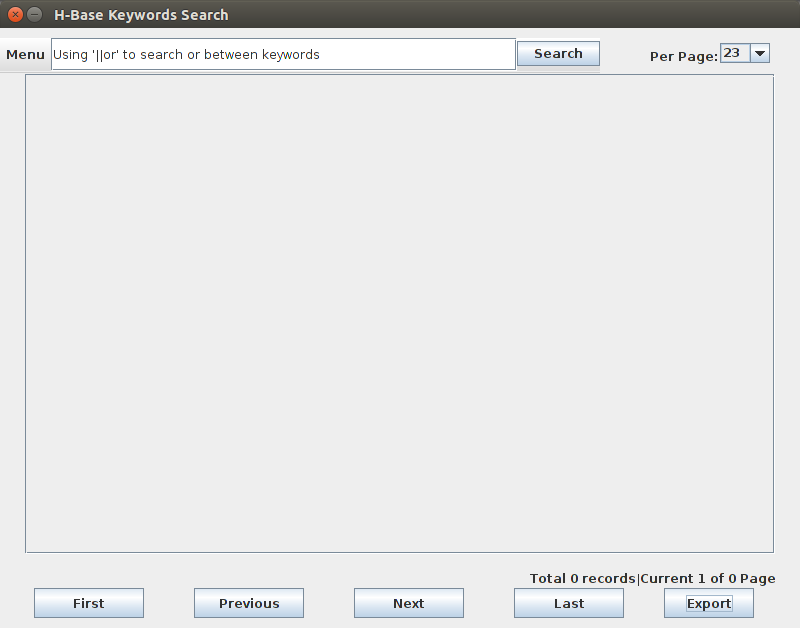 H-Base Keywords Search
Menu Using '||or' to search or between keywords Search Per Page: 23
Total 0 records|Current 1 of 0 Page
First Previous Next Last Export